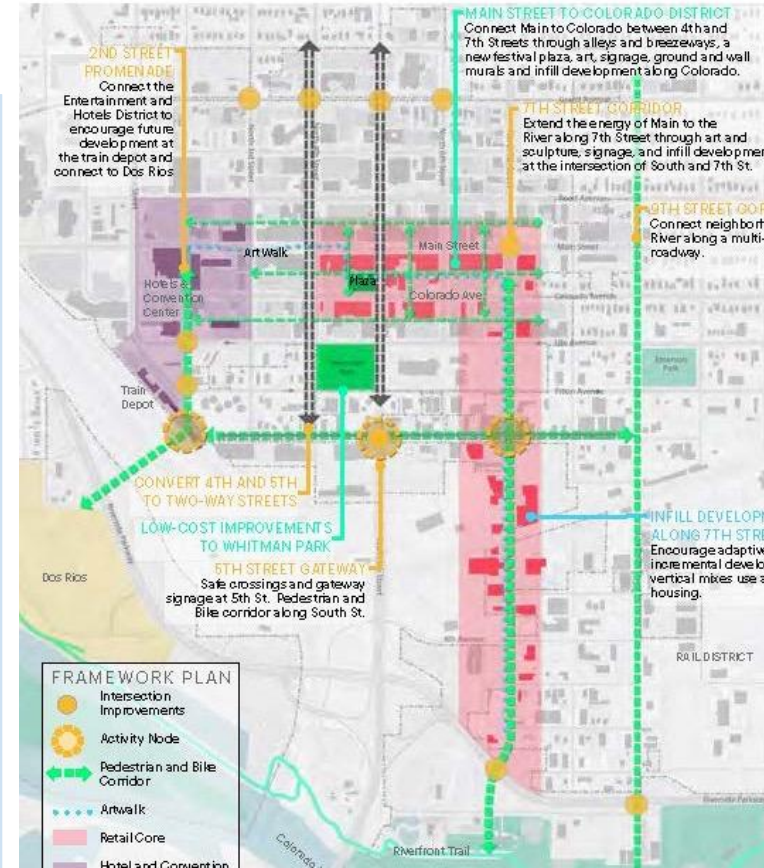 MAIN STREET TO COLORADO DISTRICT
Connect Main to Colorado between 4th and
7th Streets through alleys and breezeways, a
new festival plaza, art, signage, ground and wall
murals and infill development along Colorado.
2ND STREET
PROMENADE
Connect the
Entertainment and
Hotels District to
encourage future
development at
the train depot and
connect to Dos Rios
7TH STREET CORRIDOR
Extend the energy of Main to the
River along 7th Street through art and
sculpture, signage, and infill developmen
at the intersection of South and 7th St.
9TH STREET COR
Connect neighborh
River along a multi-
roadway.
Art Walk
Main Street
Main Street
Plaza
Colorado Ave.
Hotels &
Convention
Center
Emerson
Park
Train
Depot
CONVERT 4TH AND 5TH
TO TWO-WAY STREETS
LOW-COST IMPROVEMENTS
TO WHITMAN PARK
5TH STREET GATEWAY
Safe crossings and gateway
signage at 5th St. Pedestrian and
Bike corridor along South St.
INFILL DEVELOPM
ALONG 7TH STRE
Encourage adaptive
incremental develo
vertical mixes use a
housing.
Dos Rios
RAIL DISTRICT
FRAMEWORK PLAN
Intersection
Improvements
Activity Node
Pedestrian and Bike
Corridor
Artwalk
Retail Core
Hotel and Convention
Riverfront Trail